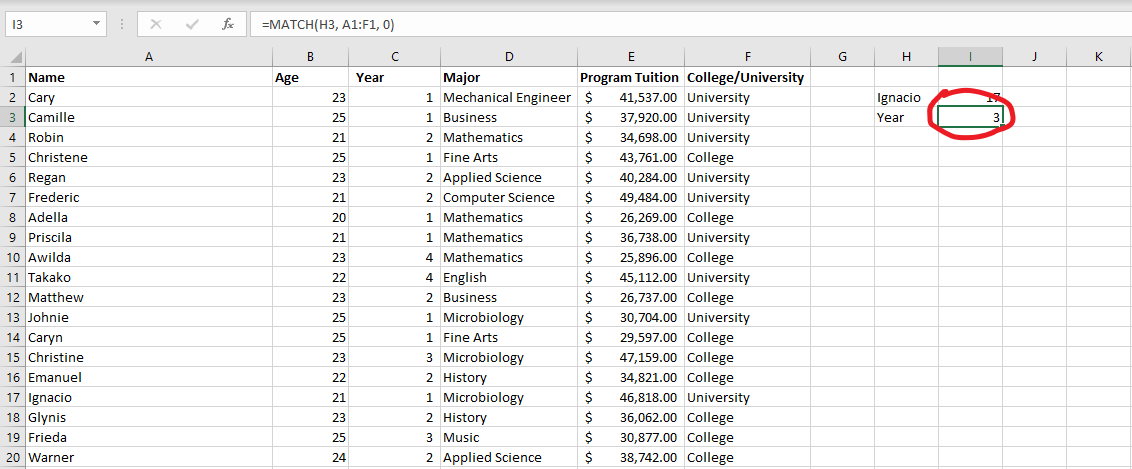 I3 fx =MATCH(H3, A1:F1, 0)
A B C D E F G H I J K
1 Name Age Year Major Program Tuition College/University
2 Cary 23 1 Mechanical Engineer $ 41,537.00 University Ignacio 17
3 Camille 25 1 Business $ 37,920.00 University Year 3
4 Robin 21 2 Mathematics $ 34,698.00 University
5 Christene 25 1 Fine Arts $ 43,761.00 College
6 Regan 23 2 Applied Science $ 40,284.00 University
7 Frederic 21 2 Computer Science $ 49,484.00 University
8 Adella 20 1 Mathematics $ 26,269.00 College
9 Priscila 21 1 Mathematics $ 36,738.00 University
10 Awilda 23 4 Mathematics $ 25,896.00 College
11 Takako 22 4 English $ 45,112.00 University
12 Matthew 23 2 Business $ 26,737.00 College
13 Johnie 25 1 Microbiology $ 30,704.00 University
14 Caryn 25 1 Fine Arts $ 29,597.00 College
15 Christine 23 3 Microbiology $ 47,159.00 College
16 Emanuel 22 2 History $ 34,821.00 College
17 Ignacio 21 1 Microbiology $ 46,818.00 University
18 Glynis 23 2 History $ 36,062.00 College
19 Frieda 25 3 Music $ 30,877.00 College
20 Warner 24 2 Applied Science $ 38,742.00 College